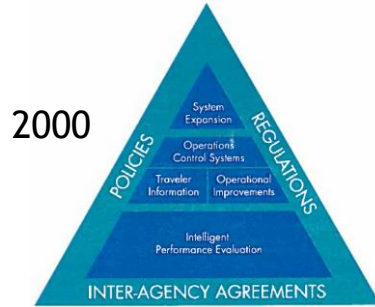 2000
System
Expansion
POLICIES
REGULATIONS
Operations
Control Systems
Traveler
Information
Operational
Improvements
Intelligent
Performance Evaluation
INTER-AGENCY AGREEMENTS